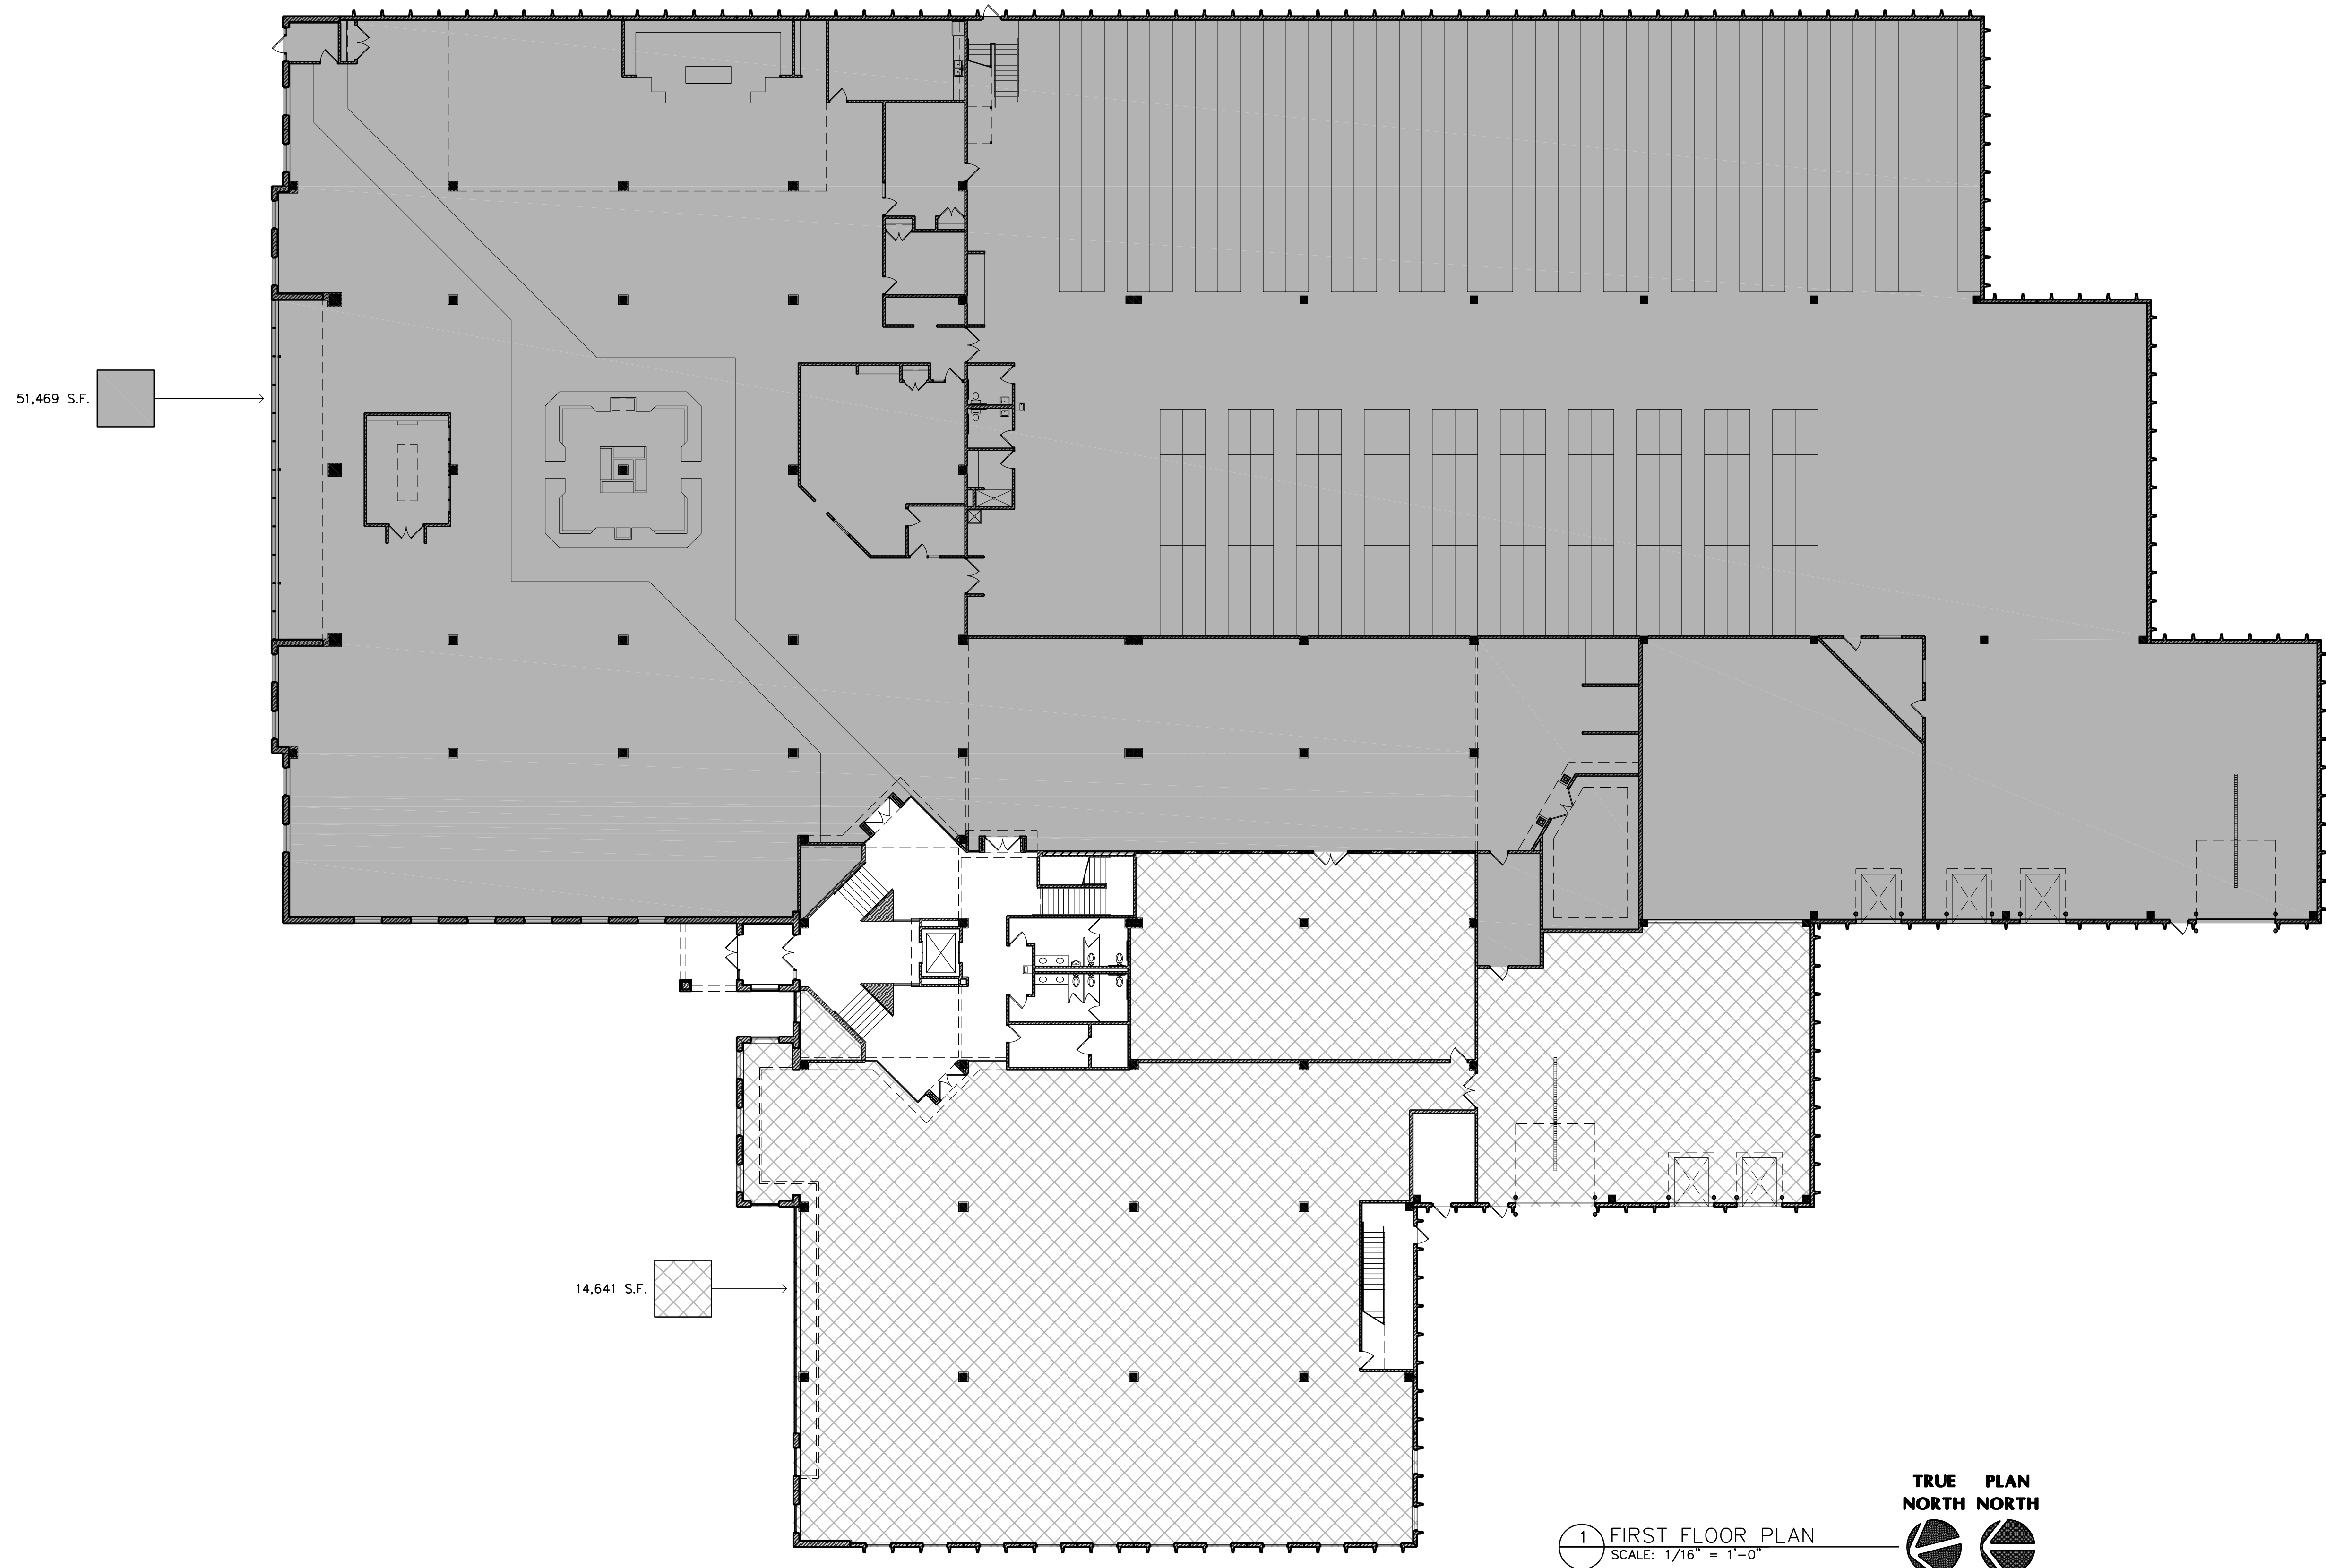 51,469 S.F.
14,641 S.F.
TRUE NORTH
PLAN NORTH
1 FIRST FLOOR PLAN
SCALE: 1/16" = 1'-0"